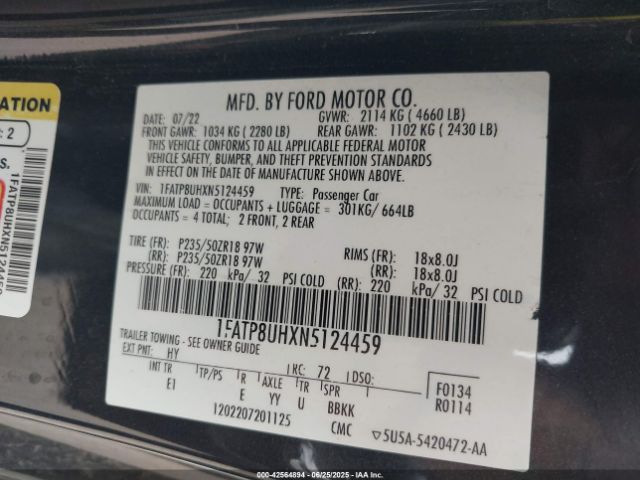 MFD. BY FORD MOTOR CO.
DATE: 07/22 GVWR: 2114 KG ( 4660 LB)
FRONT GAWR: 1034 KG ( 2280 LB) REAR GAWR: 1102 KG ( 2430 LB)
THIS VEHICLE CONFORMS TO ALL APPLICABLE FEDERAL MOTOR
VEHICLE SAFETY, BUMPER, AND THEFT PREVENTION STANDARDS
IN EFFECT ON THE DATE OF MANUFACTURE SHOWN ABOVE.
VIN: 1FATP8UHXN5124459 TYPE: Passenger Car
MAXIMUM LOAD = OCCUPANTS + LUGGAGE = 301KG/ 664LB
OCCUPANTS = 4 TOTAL; 2 FRONT, 2 REAR
TIRE (FR): P235/50ZR18 97W RIMS (FR): 18x8.0J
(RR): P235/50ZR18 97W (RR): 18x8.0J
PRESSURE (FR): 220 kPa/ 32 PSI COLD (RR): 220 kPa/ 32 PSI COLD
1FATP8UHXN5124459
TRAILER TOWING - SEE OWNER GUIDE
EXT PNT: HY RC: 72 DSO:
INT TR TP/PS R AXLE TR SPR
EI E YY U BBKK
F0134
R0114
1202207201125 CMC ▽5U5A-5420472-AA
ATION
: 2
S.
1FATP8UHXN5124459
000-42564894 | 06/25/2025 | IAAI.COM